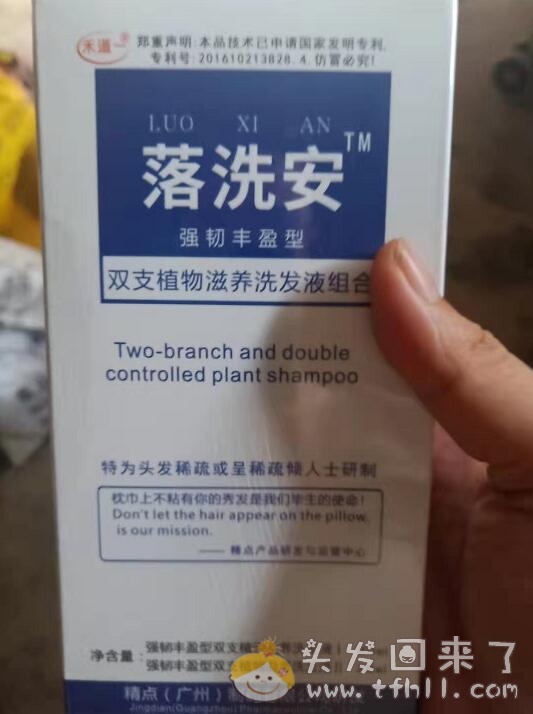 禾道一
郑重声明:本品技术已申请国家发明专利,
专利号:201610213828.4.仿冒必究!
LUO XI AN
落洗安™
强韧丰盈型
双支植物滋养洗发液组合
Two-branch and double
controlled plant shampoo
特为头发稀疏或呈稀疏倾人士研制
枕巾上不粘有你的秀发是我们毕生的使命!
Don't let the hair appear on the pillow,
is our mission.
——精点产品研发与运营中心
净含量:
强韧丰盈型双支植
强韧丰盈型双支植
精点(广州)制
Jingdian(Guangzhou)
头发回来了
www.tfhll.com